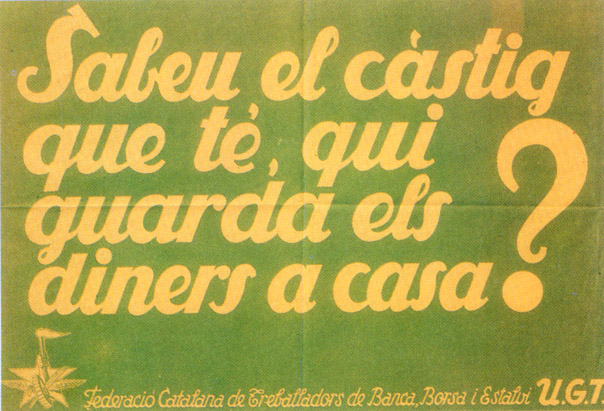 Sabeu el càstig
que té, qui
guarda els
diners a casa?
Federació Catalana de Treballadors de Banca, Borsa i Estalvi U.G.T.